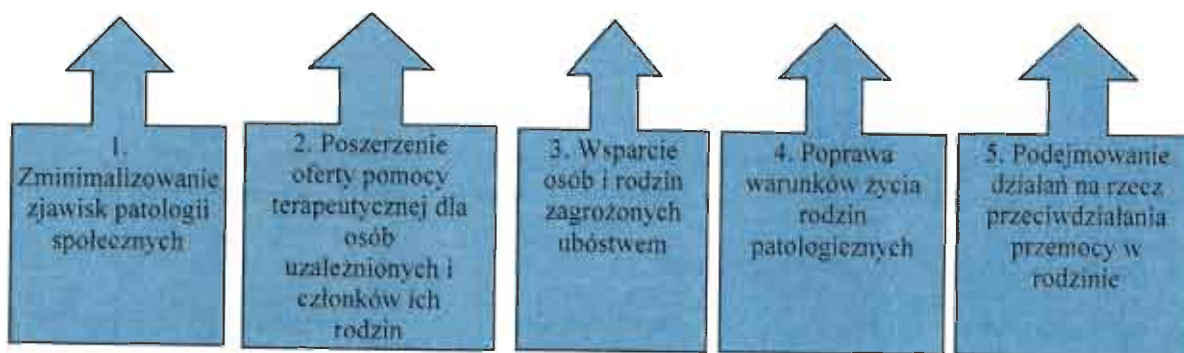 1.
Zminimalizowanie
zjawisk patologii
społecznych
2. Poszerzenie
oferty pomocy
terapeutycznej dla
osób
uzależnionych i
członków ich
rodzin
3. Wsparcie
osób i rodzin
zagrożonych
ubóstwem
4. Poprawa
warunków życia
rodzin
patologicznych
5. Podejmowanie
działań na rzecz
przeciwdziałania
przemocy w
rodzinie